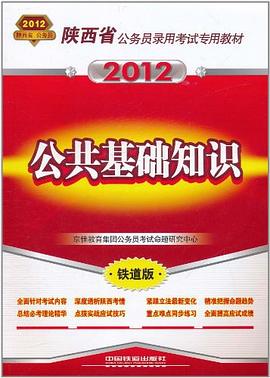 2012
陕西省 公务员
陕西省公务员录用考试专用教材
2012
公共基础知识
京佳教育集团公务员考试命题研究中心
铁道版
全面针对考试内容 深度透析陕西考情 紧跟立法最新变化 精准把握命题趋势
总结必考理论精华 点拨实战应试技巧 重点难点同步练习 全面提高应试成绩
中国铁道出版社